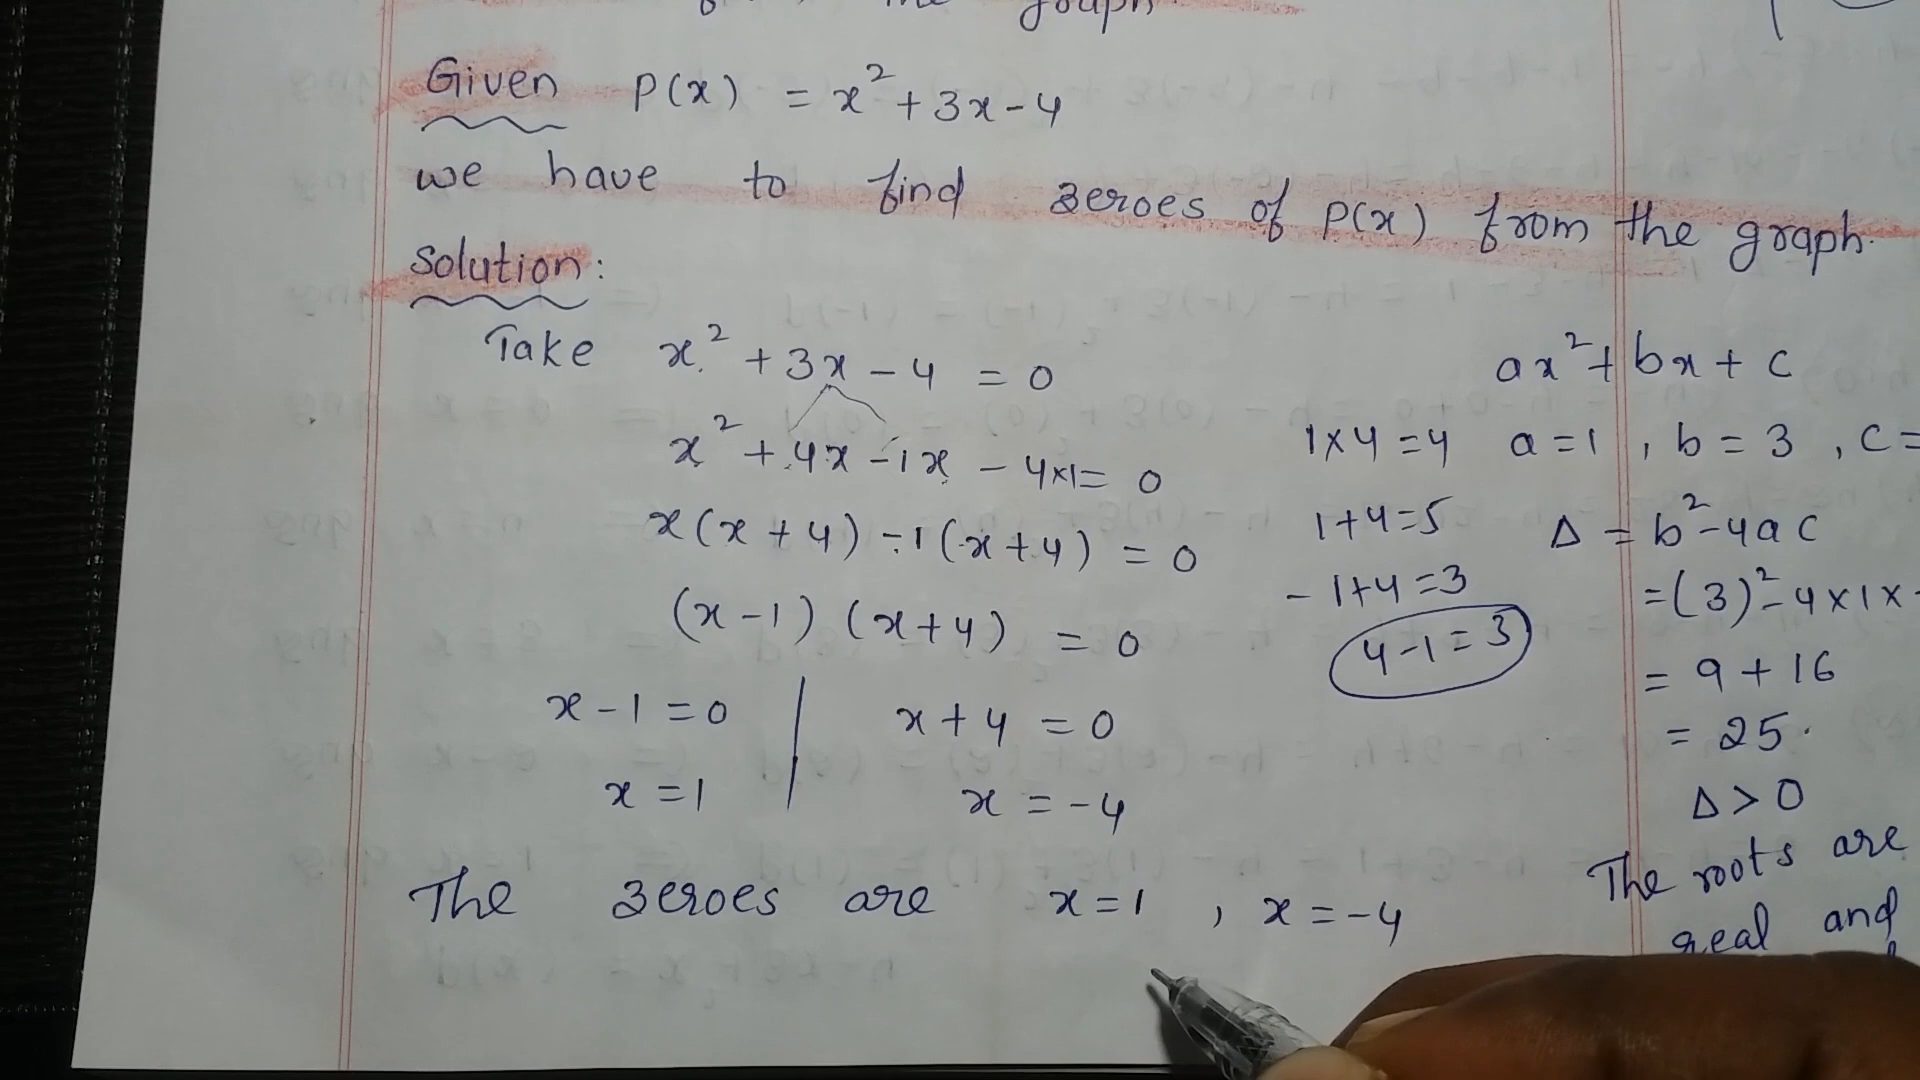 the graph
Given P(x) = x² + 3x - 4
we have to find zeroes of P(x) from the graph.
Solution:
Take x² + 3x - 4 = 0
x² + 4x - 1x - 4×1 = 0
x(x + 4) - 1(x + 4) = 0
(x - 1) (x + 4) = 0
x - 1 = 0 | x + 4 = 0
x = 1 x = -4
The zeroes are x = 1 , x = -4
1 × 4 = 4
1 + 4 = 5
- 1 + 4 = 3
4 - 1 = 3
ax² + bx + c
a = 1 , b = 3 , c =
Δ = b² - 4ac
= (3)² - 4 × 1 ×
= 9 + 16
= 25.
Δ > 0
The roots are
real and